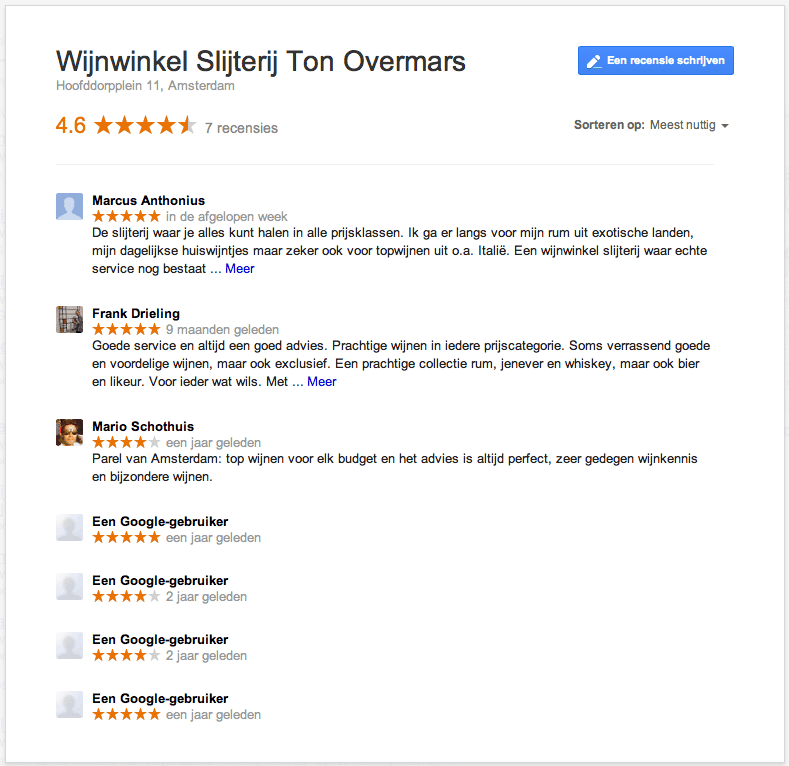 Wijnwinkel Slijterij Ton Overmars
Een recensie schrijven
Hoofddorpplein 11, Amsterdam
4.6 7 recensies
Sorteren op: Meest nuttig
Marcus Anthonius
in de afgelopen week
De slijterij waar je alles kunt halen in alle prijsklassen. Ik ga er langs voor mijn rum uit exotische landen,
mijn dagelijkse huiswijntjes maar zeker ook voor topwijnen uit o.a. Italië. Een wijnwinkel slijterij waar echte
service nog bestaat ... Meer
Frank Drieling
9 maanden geleden
Goede service en altijd een goed advies. Prachtige wijnen in iedere prijscategorie. Soms verrassend goede
en voordelige wijnen, maar ook exclusief. Een prachtige collectie rum, jenever en whiskey, maar ook bier
en likeur. Voor ieder wat wils. Met ... Meer
Mario Schothuis
een jaar geleden
Parel van Amsterdam: top wijnen voor elk budget en het advies is altijd perfect, zeer gedegen wijnkennis
en bijzondere wijnen.
Een Google-gebruiker
een jaar geleden
Een Google-gebruiker
2 jaar geleden
Een Google-gebruiker
2 jaar geleden
Een Google-gebruiker
een jaar geleden